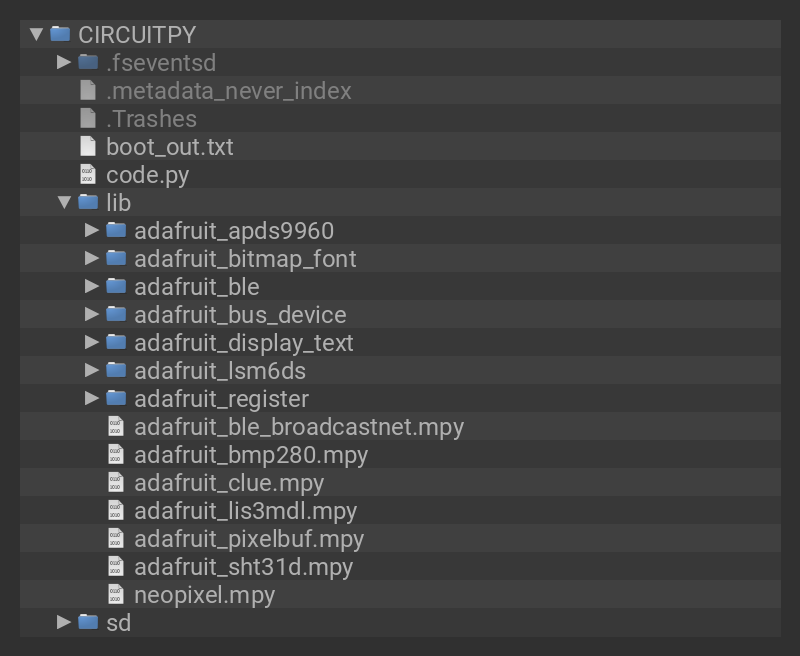 CIRCUITPY
.fseventsd
.metadata_never_index
.Trashes
boot_out.txt
code.py
lib
adafruit_apds9960
adafruit_bitmap_font
adafruit_ble
adafruit_bus_device
adafruit_display_text
adafruit_lsm6ds
adafruit_register
adafruit_ble_broadcastnet.mpy
adafruit_bmp280.mpy
adafruit_clue.mpy
adafruit_lis3mdl.mpy
adafruit_pixelbuf.mpy
adafruit_sht31d.mpy
neopixel.mpy
sd